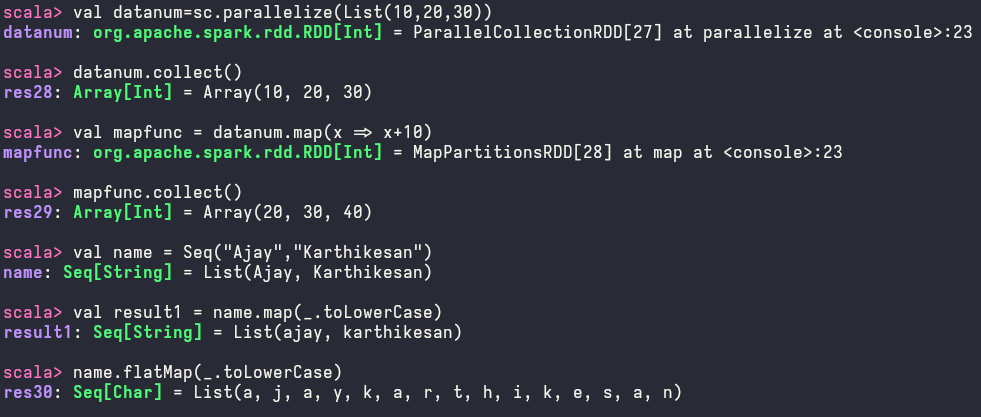 scala> val datanum=sc.parallelize(List(10,20,30))
datanum: org.apache.spark.rdd.RDD[Int] = ParallelCollectionRDD[27] at parallelize at <console>:23
scala> datanum.collect()
res28: Array[Int] = Array(10, 20, 30)
scala> val mapfunc = datanum.map(x => x+10)
mapfunc: org.apache.spark.rdd.RDD[Int] = MapPartitionsRDD[28] at map at <console>:23
scala> mapfunc.collect()
res29: Array[Int] = Array(20, 30, 40)
scala> val name = Seq("Ajay","Karthikesan")
name: Seq[String] = List(Ajay, Karthikesan)
scala> val result1 = name.map(_.toLowerCase)
result1: Seq[String] = List(ajay, karthikesan)
scala> name.flatMap(_.toLowerCase)
res30: Seq[Char] = List(a, j, a, y, k, a, r, t, h, i, k, e, s, a, n)